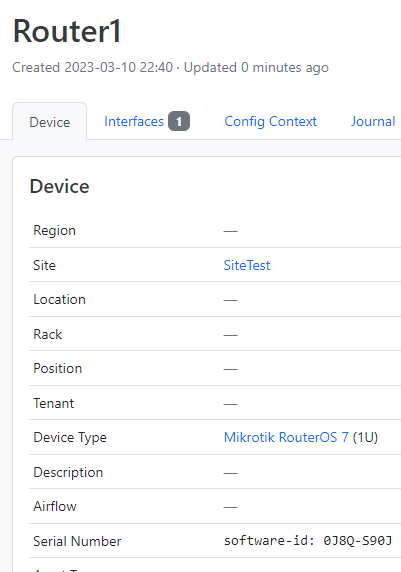 Router1
Created 2023-03-10 22:40 · Updated 0 minutes ago
Device Interfaces 1 Config Context Journal
Device
Region —
Site SiteTest
Location —
Rack —
Position —
Tenant —
Device Type Mikrotik RouterOS 7 (1U)
Description —
Airflow —
Serial Number software-id: 0J8Q-S90J